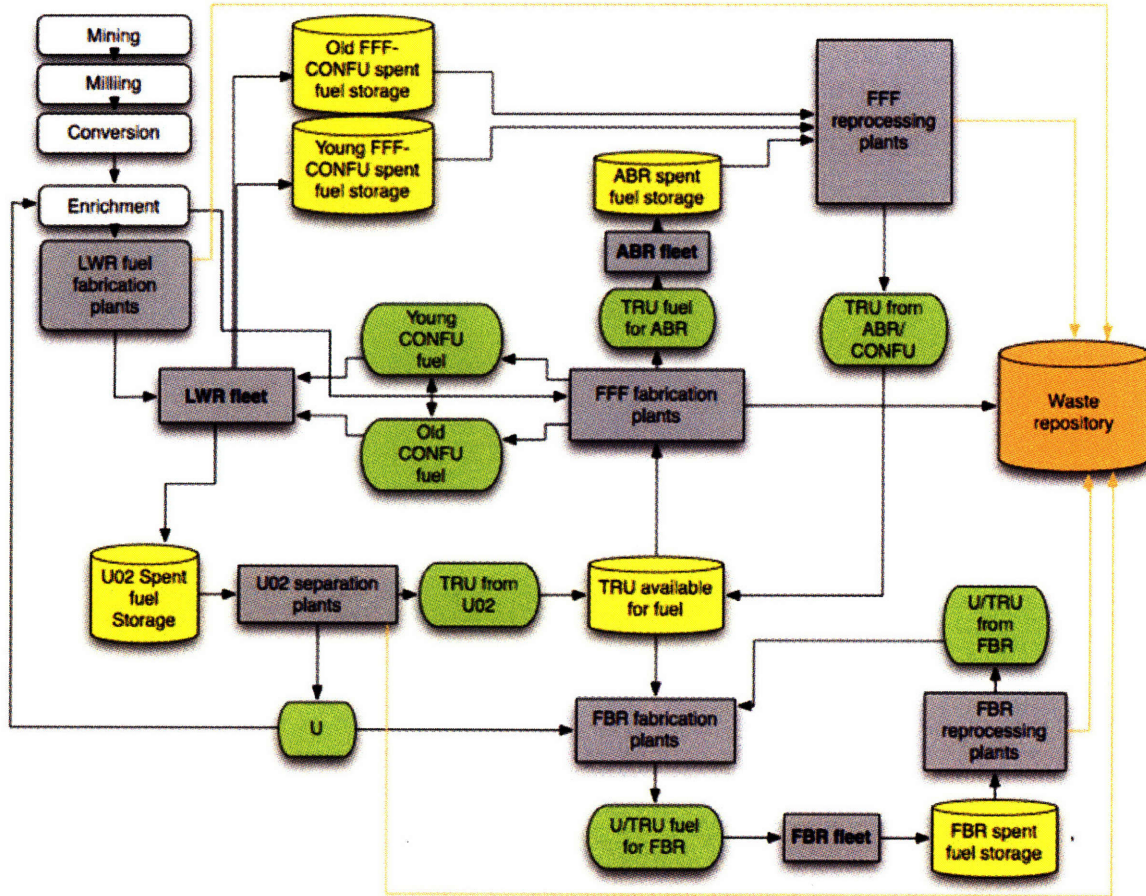 Mining
Milling
Conversion
Enrichment
LWR fuel
fabrication
plants
Old FFF-
CONFU spent
fuel storage
Young FFF-
CONFU spent
fuel storage
FFF
reprocessing
plants
ABR spent
fuel storage
ABR fleet
TRU fuel
for ABR
TRU from
ABR/
CONFU
Young
CONFU
fuel
LWR fleet
FFF fabrication
plants
Old
CONFU
fuel
Waste
repository
U02 Spent
fuel
Storage
U02 separation
plants
TRU from
U02
TRU available
for fuel
U/TRU
from
FBR
U
FBR fabrication
plants
FBR
reprocessing
plants
U/TRU fuel
for FBR
FBR fleet
FBR spent
fuel storage